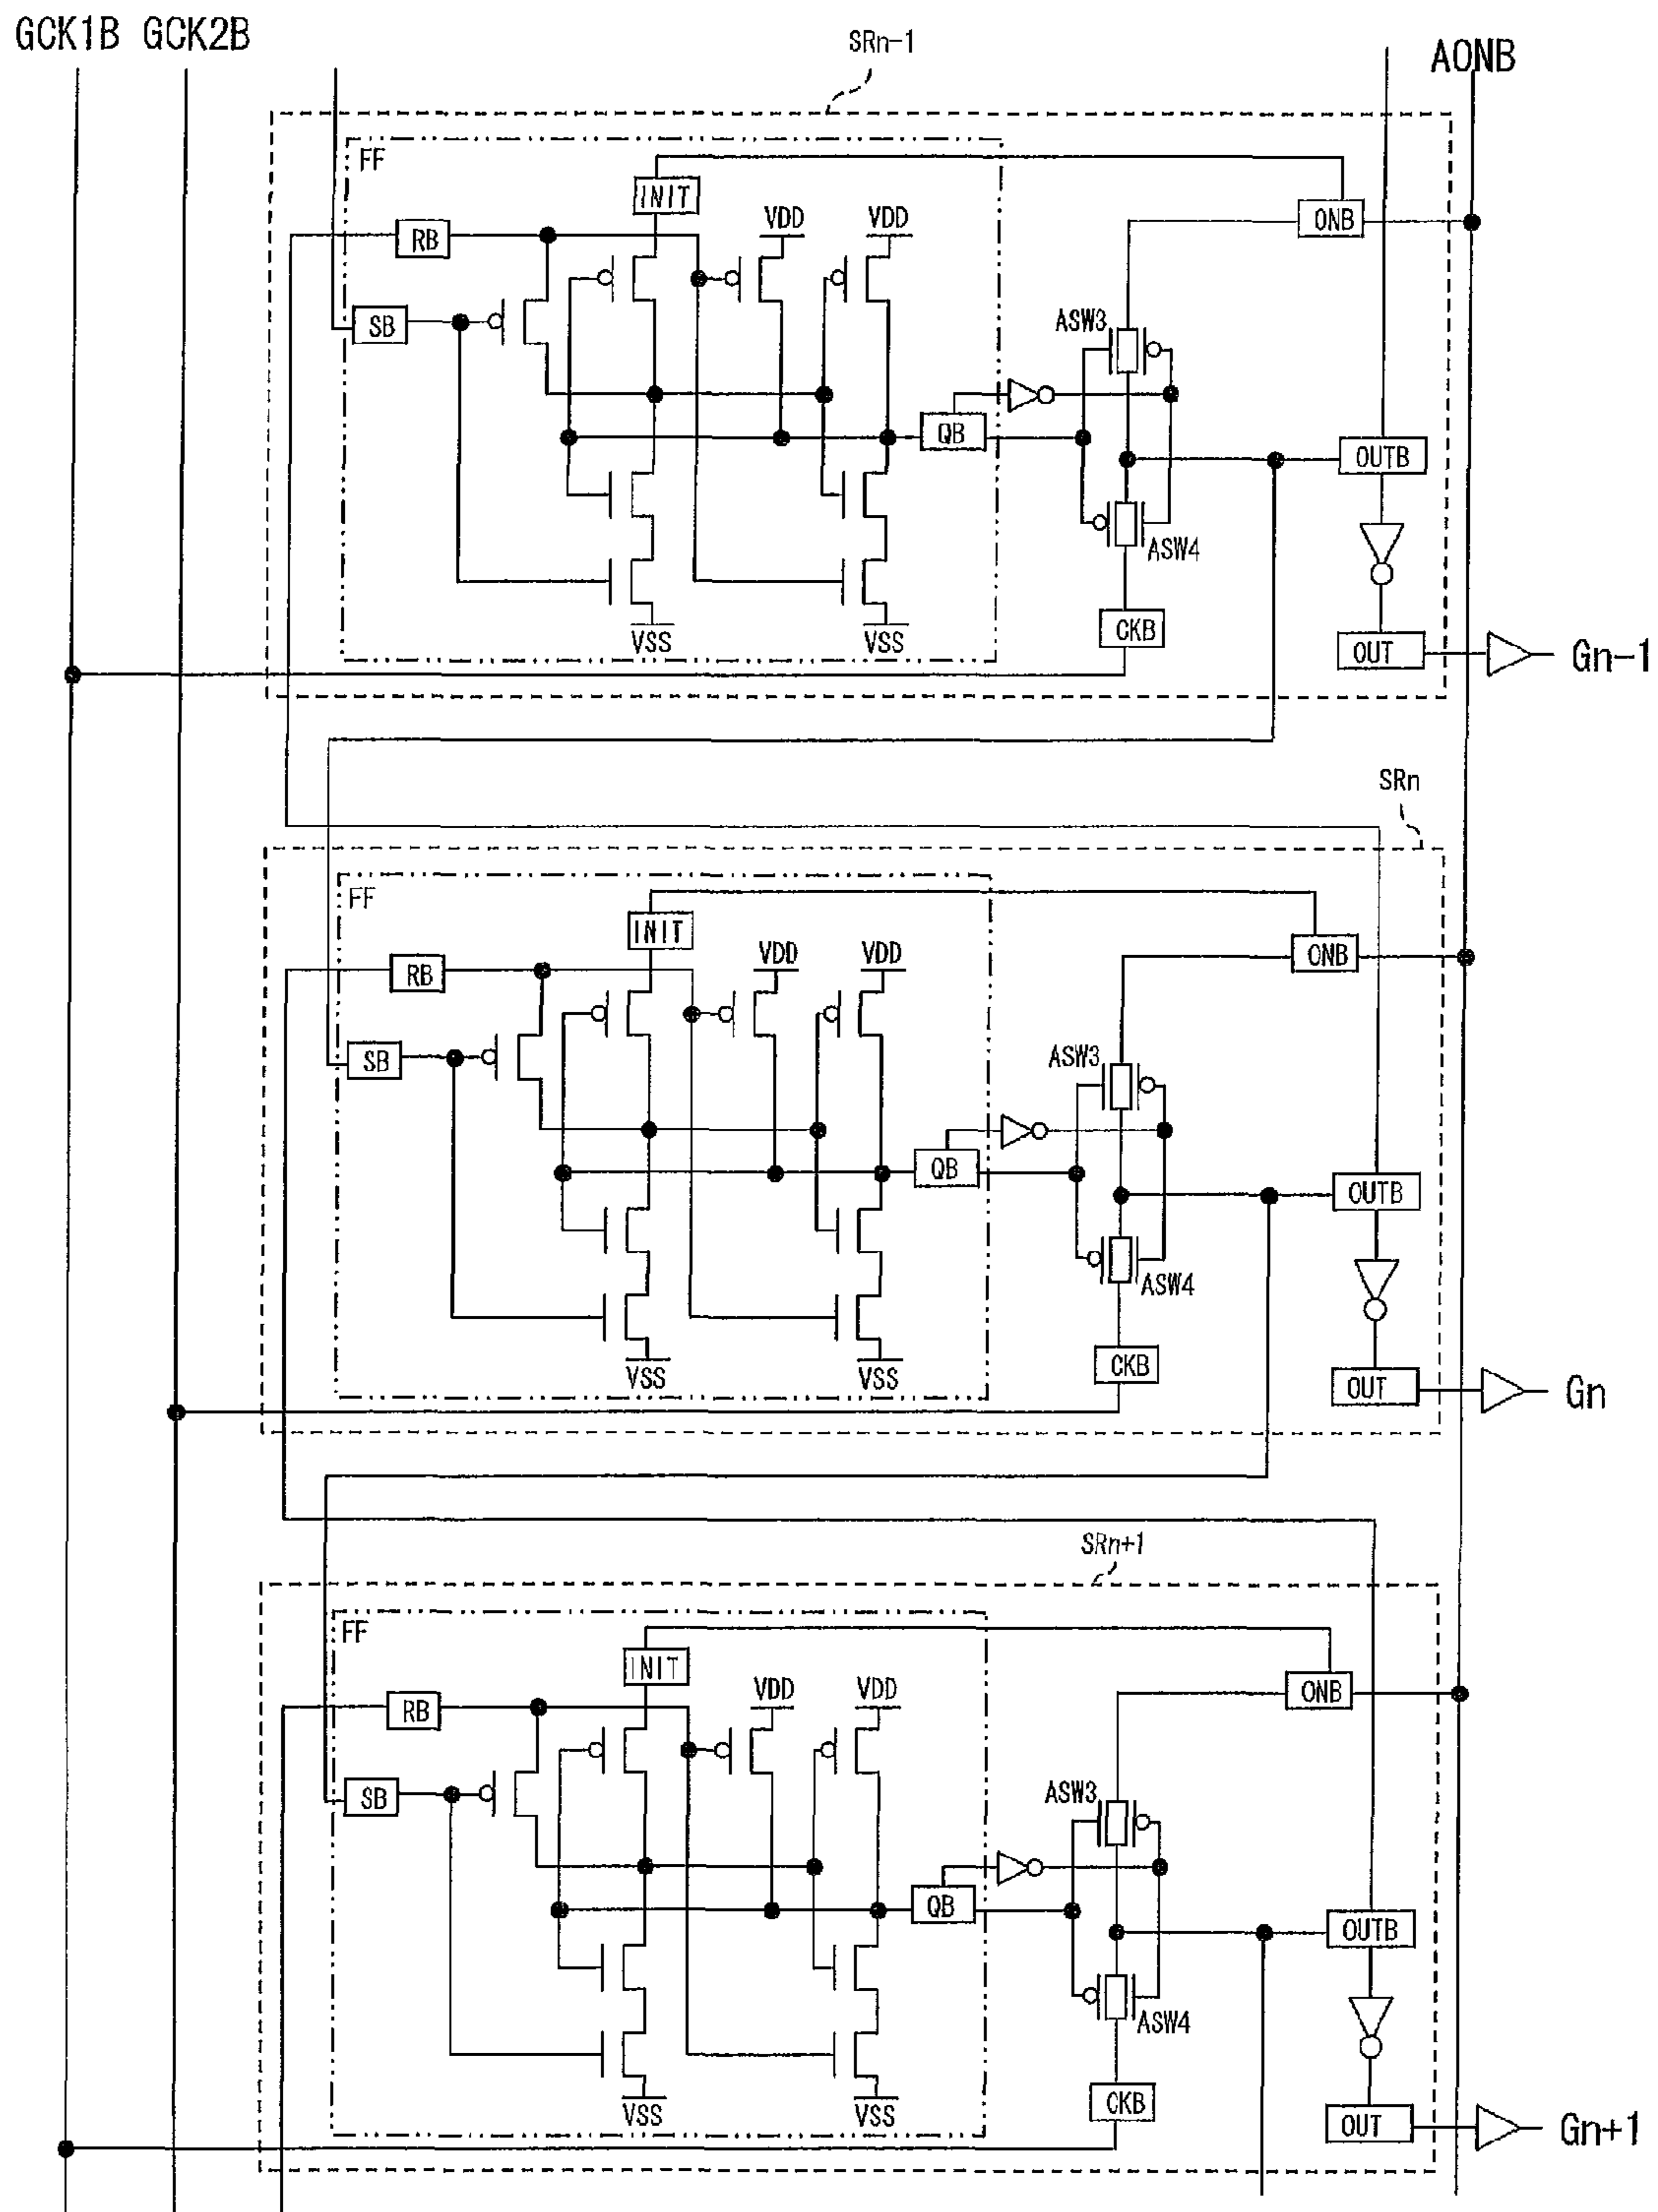 GCK1B GCK2B
SRn-1
AONB
FF
INIT
ONB
RB
VDD
VDD
SB
ASW3
QB
OUTB
ASW4
CKB
VSS
VSS
OUT
Gn-1
SRn
FF
INIT
ONB
RB
VDD
VDD
SB
ASW3
QB
OUTB
ASW4
CKB
VSS
VSS
OUT
Gn
SRn+1
FF
INIT
ONB
RB
VDD
VDD
SB
ASW3
QB
OUTB
ASW4
CKB
VSS
VSS
OUT
Gn+1